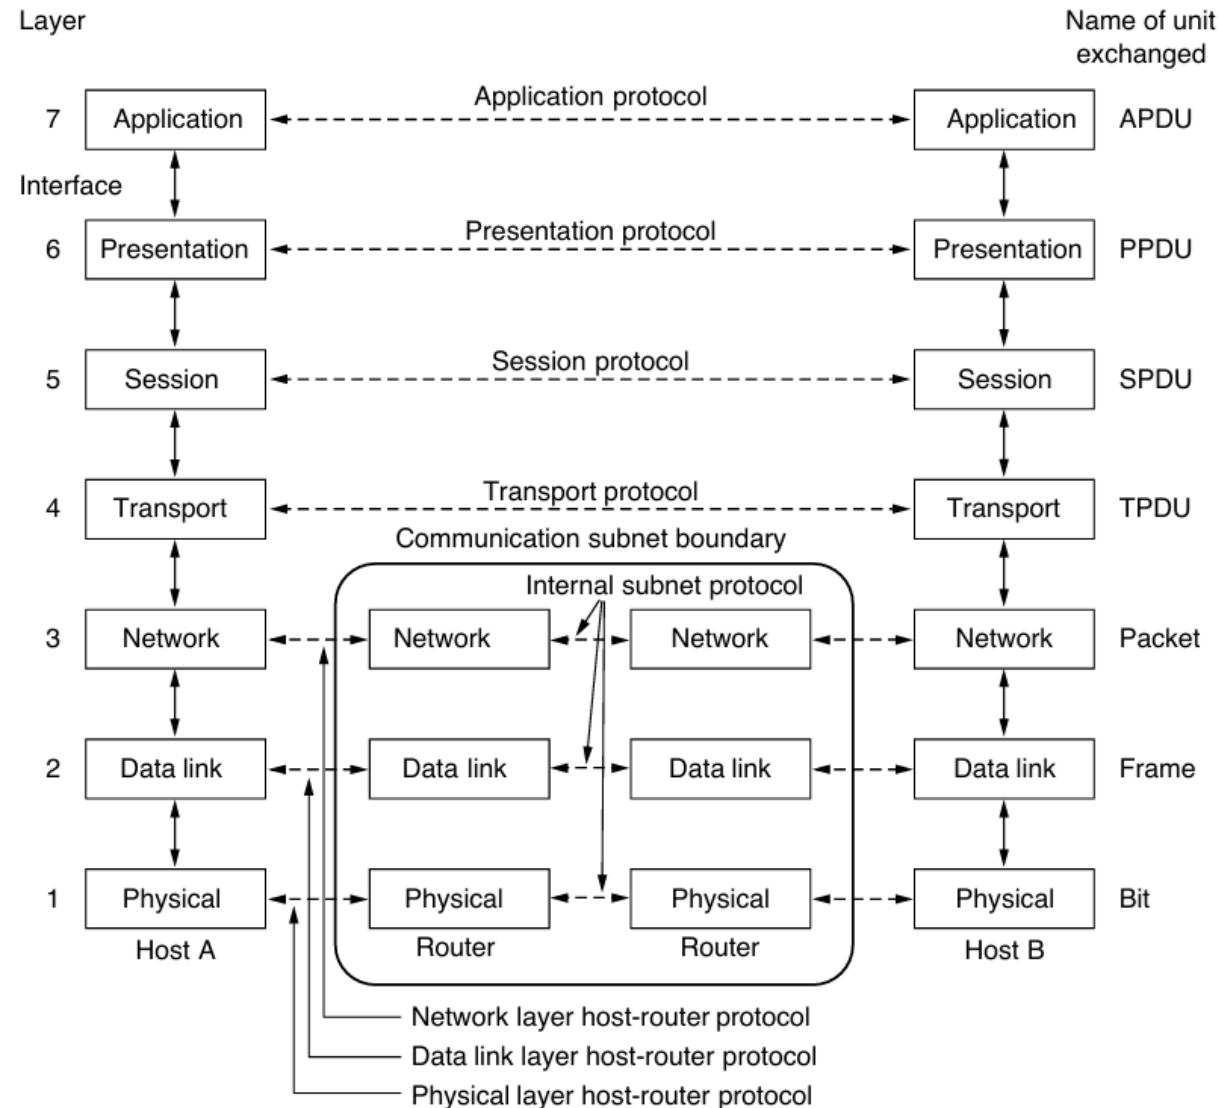 Layer
Name of unit
exchanged
Application protocol
7
Application
Application
APDU
Interface
Presentation protocol
6
Presentation
Presentation
PPDU
Session protocol
5
Session
Session
SPDU
Transport protocol
4
Transport
Transport
TPDU
Communication subnet boundary
Internal subnet protocol
3
Network
Network
Network
Network
Packet
2
Data link
Data link
Data link
Data link
Frame
1
Physical
Physical
Physical
Physical
Bit
Host A
Router
Router
Host B
Network layer host-router protocol
Data link layer host-router protocol
Physical layer host-router protocol